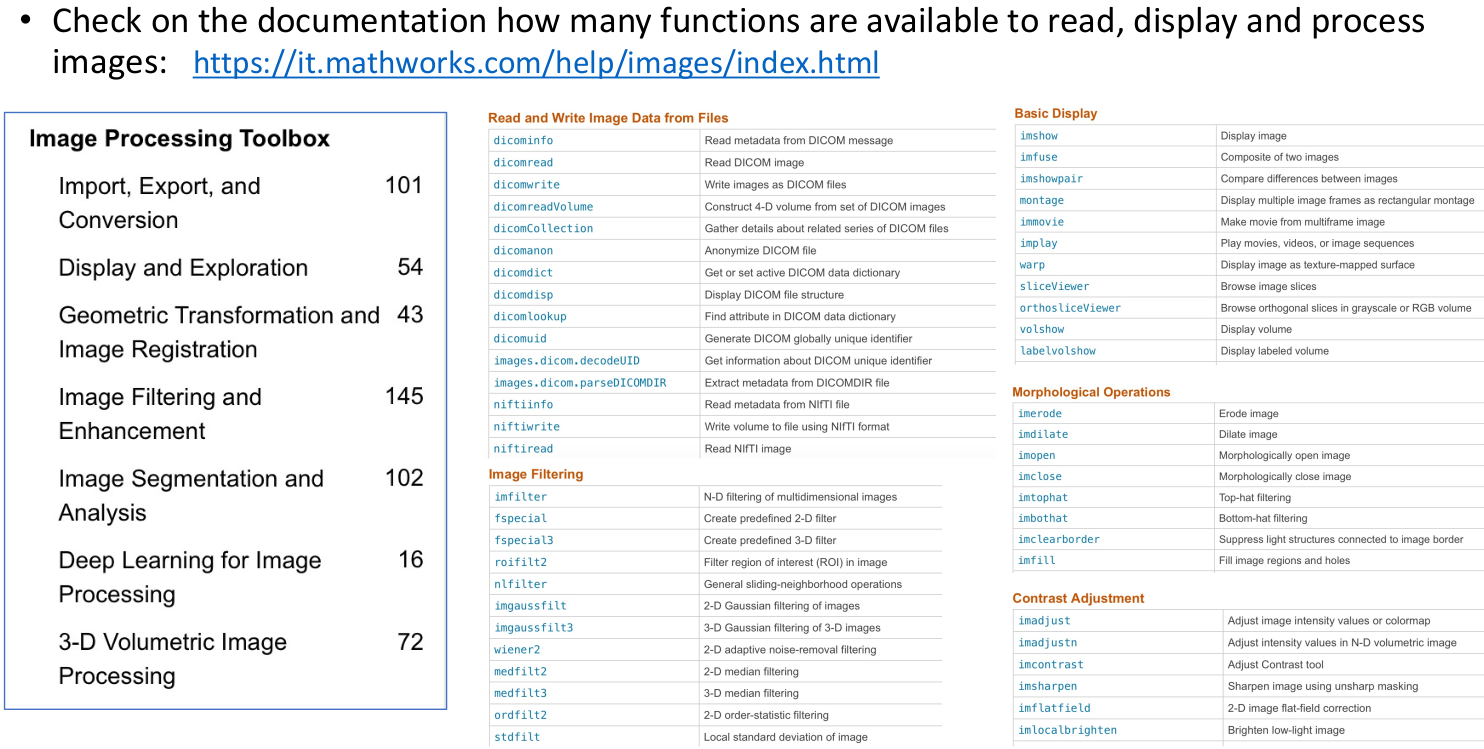 • Check on the documentation how many functions are available to read, display and process
images: https://it.mathworks.com/help/images/index.html
Image Processing Toolbox
Import, Export, and 101
Conversion
Display and Exploration 54
Geometric Transformation and 43
Image Registration
Image Filtering and 145
Enhancement
Image Segmentation and 102
Analysis
Deep Learning for Image 16
Processing
3-D Volumetric Image 72
Processing
Read and Write Image Data from Files
dicominfo Read metadata from DICOM message
dicomread Read DICOM image
dicomwrite Write images as DICOM files
dicomreadVolume Construct 4-D volume from set of DICOM images
dicomCollection Gather details about related series of DICOM files
dicomanon Anonymize DICOM file
dicomdict Get or set active DICOM data dictionary
dicomdisp Display DICOM file structure
dicomlookup Find attribute in DICOM data dictionary
dicomuid Generate DICOM globally unique identifier
images.dicom.decodeUID Get information about DICOM unique identifier
images.dicom.parseDICOMDIR Extract metadata from DICOMDIR file
niftiinfo Read metadata from NIfTI file
niftiwrite Write volume to file using NIfTI format
niftiread Read NIfTI image
Image Filtering
imfilter N-D filtering of multidimensional images
fspecial Create predefined 2-D filter
fspecial3 Create predefined 3-D filter
roifilt2 Filter region of interest (ROI) in image
nlfilter General sliding-neighborhood operations
imgaussfilt 2-D Gaussian filtering of images
imgaussfilt3 3-D Gaussian filtering of 3-D images
wiener2 2-D adaptive noise-removal filtering
medfilt2 2-D median filtering
medfilt3 3-D median filtering
ordfilt2 2-D order-statistic filtering
stdfilt Local standard deviation of image
Basic Display
imshow Display image
imfuse Composite of two images
imshowpair Compare differences between images
montage Display multiple image frames as rectangular montage
immovie Make movie from multiframe image
implay Play movies, videos, or image sequences
warp Display image as texture-mapped surface
sliceViewer Browse image slices
orthosliceViewer Browse orthogonal slices in grayscale or RGB volume
volshow Display volume
labelvolshow Display labeled volume
Morphological Operations
imerode Erode image
imdilate Dilate image
imopen Morphologically open image
imclose Morphologically close image
imtophat Top-hat filtering
imbothat Bottom-hat filtering
imclearborder Suppress light structures connected to image border
imfill Fill image regions and holes
Contrast Adjustment
imadjust Adjust image intensity values or colormap
imadjustn Adjust intensity values in N-D volumetric image
imcontrast Adjust Contrast tool
imsharpen Sharpen image using unsharp masking
imflatfield 2-D image flat-field correction
imlocalbrighten Brighten low-light image